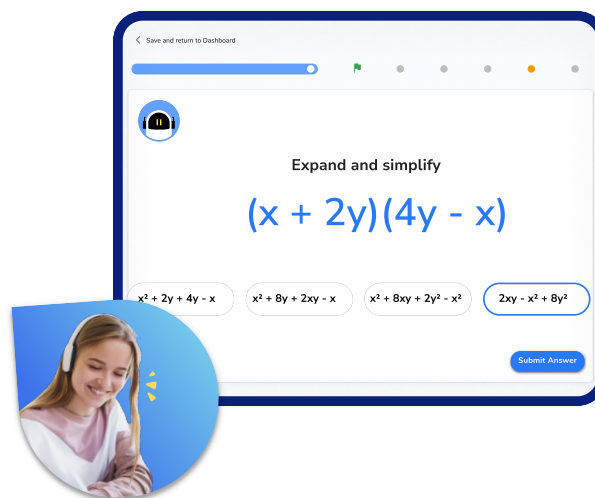 Save and return to Dashboard
Expand and simplify
(x + 2y)(4y - x)
x² + 2y + 4y - x
x² + 8y + 2xy - x
x² + 8xy + 2y² - x²
2xy - x² + 8y²
Submit Answer